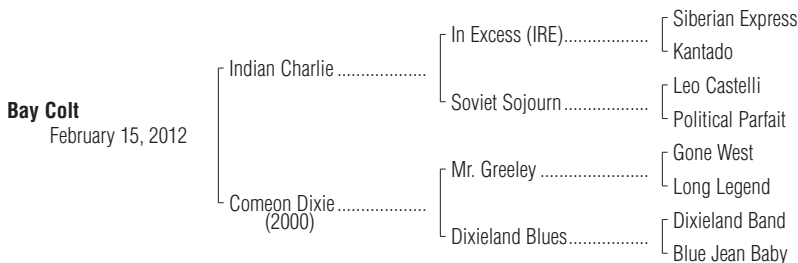 Siberian Express
In Excess (IRE)...................
Kantado
Indian Charlie ...................
Leo Castelli
Soviet Sojourn...................
Political Parfait
Bay Colt
February 15, 2012
Gone West
Mr. Greeley .......................
Long Legend
Comeon Dixie...................
(2000)
Dixieland Band
Dixieland Blues..................
Blue Jean Baby